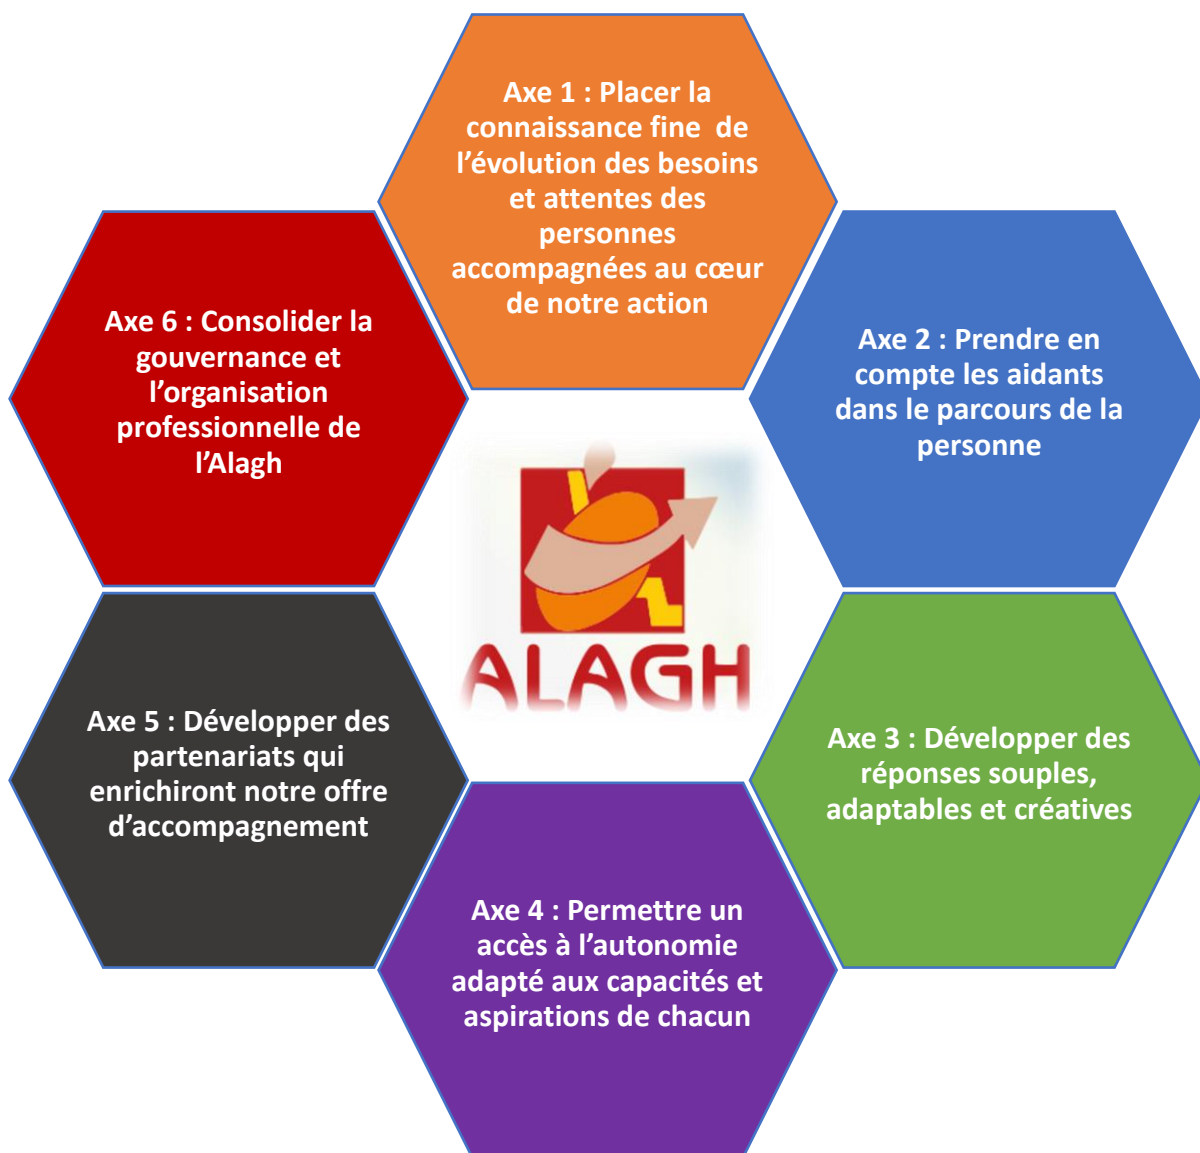 Axe 1 : Placer la
connaissance fine  de
l’évolution des besoins
et attentes des
personnes
accompagnées au cœur
de notre action
Axe 2 : Prendre en
compte les aidants
dans le parcours de la
personne
Axe 3 : Développer des
réponses souples,
adaptables et créatives
Axe 4 : Permettre un
accès à l’autonomie
adapté aux capacités et
aspirations de chacun
Axe 5 : Développer des
partenariats qui
enrichiront notre offre
d’accompagnement
Axe 6 : Consolider la
gouvernance et
l’organisation
professionnelle de
l’Alagh
ALAGH